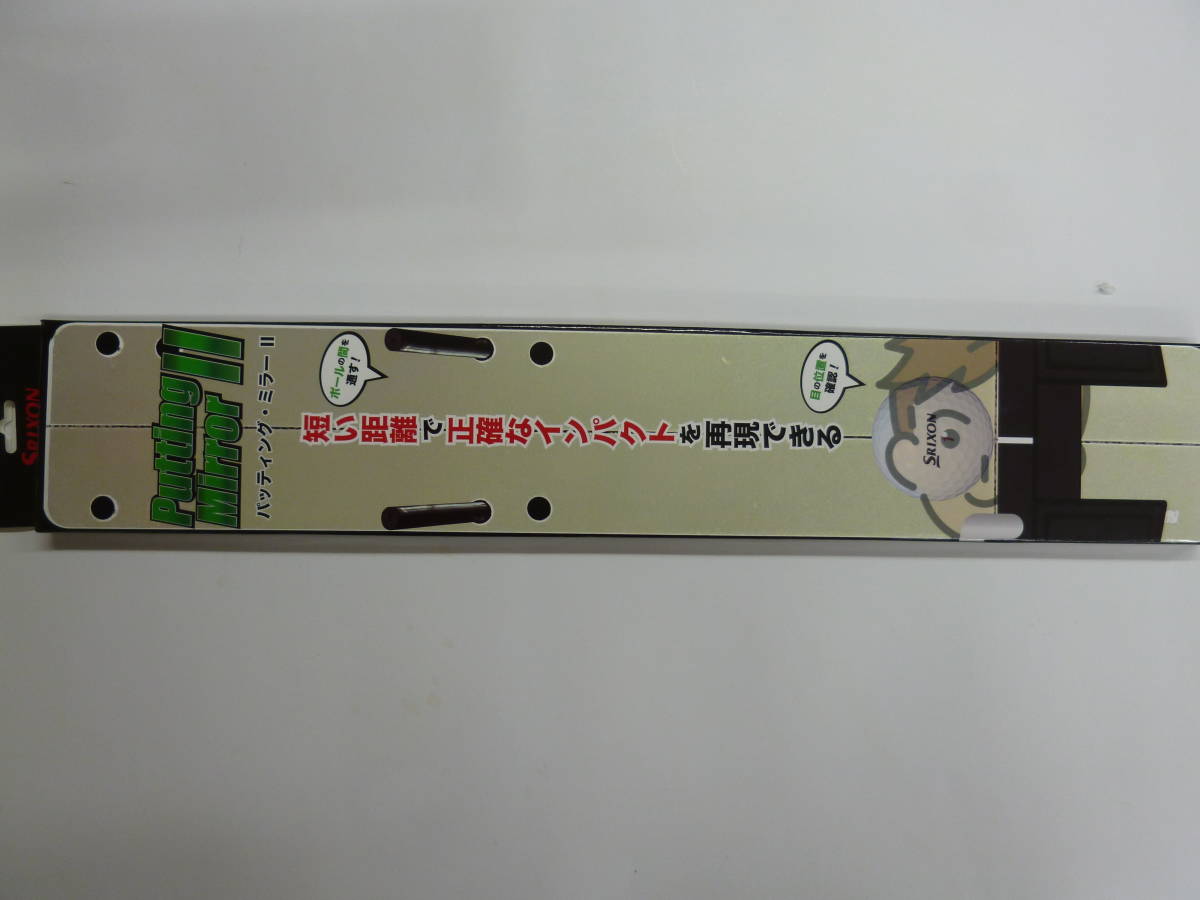 SRIXON
Putting
Mirror II
パッティング・ミラー II
ボールの間を
通す!
短い距離で正確なインパクトを再現できる
目の位置を
確認!
SRIXON
1